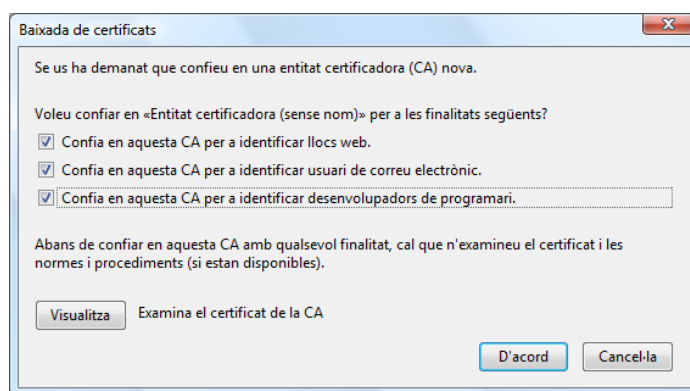 Baixada de certificats
Se us ha demanat que confieu en una entitat certificadora (CA) nova.
Voleu confiar en «Entitat certificadora (sense nom)» per a les finalitats següents?
Confia en aquesta CA per a identificar llocs web.
Confia en aquesta CA per a identificar usuari de correu electrònic.
Confia en aquesta CA per a identificar desenvolupadors de programari.
Abans de confiar en aquesta CA amb qualsevol finalitat, cal que n'examineu el certificat i les
normes i procediments (si estan disponibles).
Visualitza Examina el certificat de la CA
D'acord Cancel·la